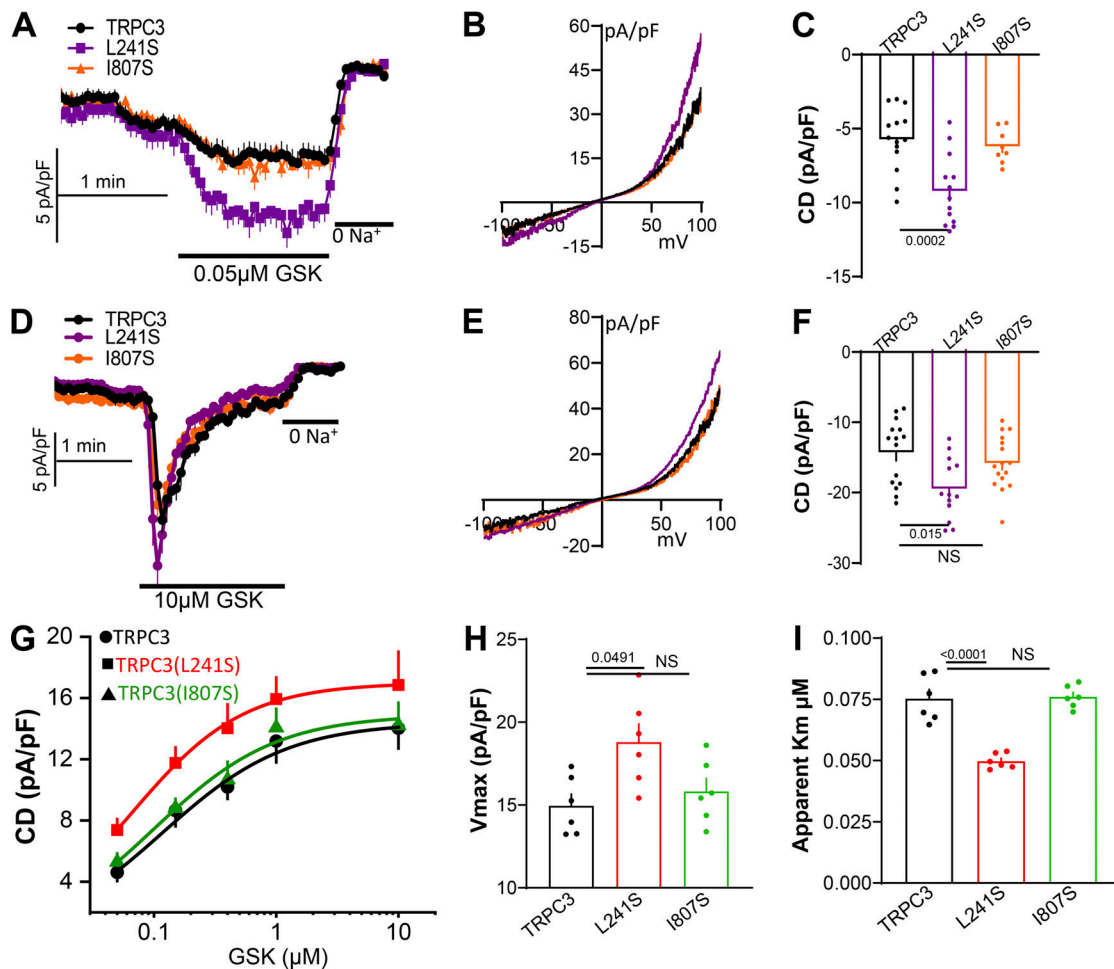 A
TRPC3
L241S
I807S
5 pA/pF
1 min
0 Na⁺
0.05µM GSK
B
pA/pF
60
45
30
-100
-50
50
100
-15
mV
C
TRPC3
L241S
I807S
0
-5
-10
-15
CD (pA/pF)
0.0002
D
TRPC3
L241S
I807S
5 pA/pF
1 min
0 Na⁺
10µM GSK
E
pA/pF
80
60
40
20
-100
-50
50
100
-20
mV
F
TRPC3
L241S
I807S
0
-10
-20
-30
CD (pA/pF)
0.015
NS
G
TRPC3
TRPC3(L241S)
TRPC3(I807S)
20
16
12
8
4
CD (pA/pF)
0.1
1
10
GSK (µM)
H
25
20
15
10
Vmax (pA/pF)
0.0491
NS
TRPC3
L241S
I807S
I
0.100
0.075
0.050
0.025
0.000
Apparent Km µM
<0.0001
NS
TRPC3
L241S
I807S